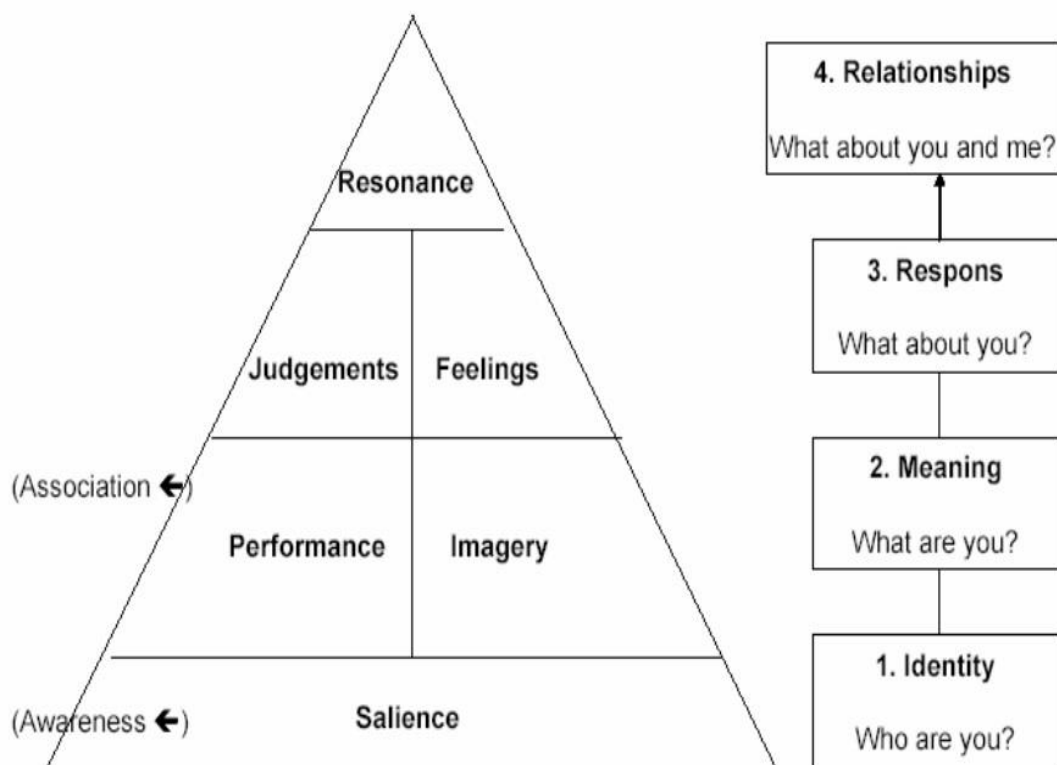 Resonance
Judgements Feelings
(Association 🡸)
Performance Imagery
(Awareness 🡸)
Salience
4. Relationships
What about you and me?
3. Respons
What about you?
2. Meaning
What are you?
1. Identity
Who are you?